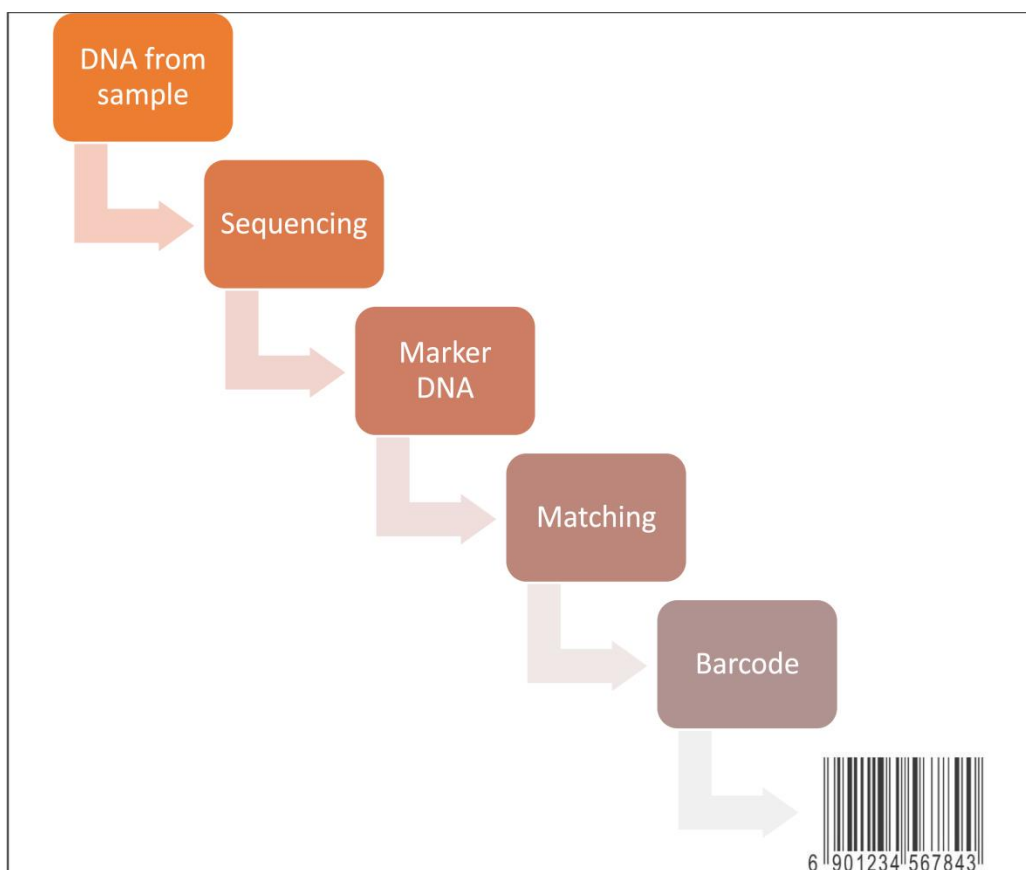 DNA from
sample
Sequencing
Marker
DNA
Matching
Barcode
6 901234 567843